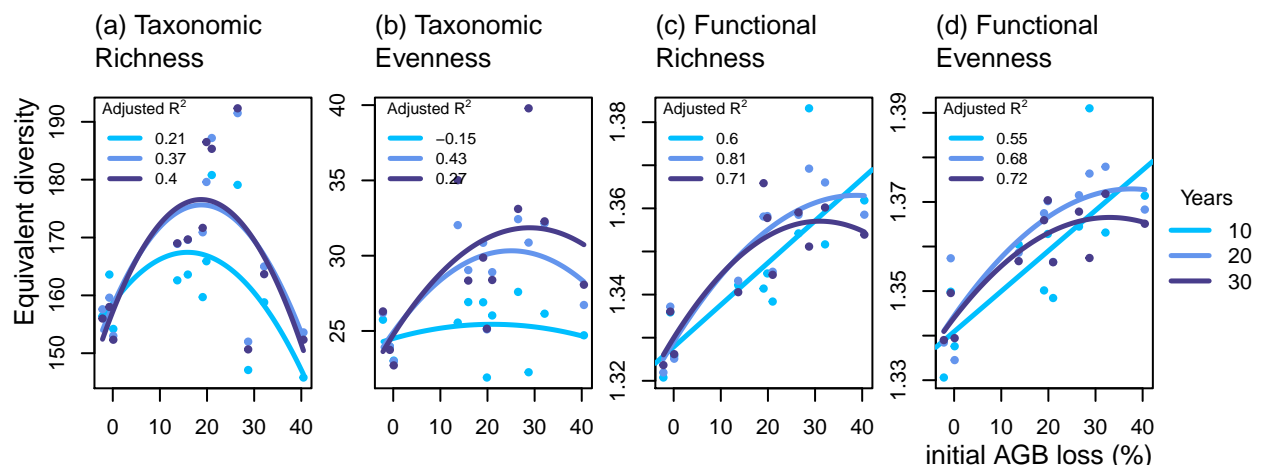 (a) Taxonomic
Richness
(b) Taxonomic
Evenness
(c) Functional
Richness
(d) Functional
Evenness
Equivalent diversity
Adjusted R²
0.21
0.37
0.4
150
160
170
180
190
0 10 20 30 40
Adjusted R²
−0.15
0.43
0.27
25
30
35
40
0 10 20 30 40
Adjusted R²
0.6
0.81
0.71
1.32
1.34
1.36
1.38
0 10 20 30 40
Adjusted R²
0.55
0.68
0.72
1.33
1.35
1.37
1.39
0 10 20 30 40
initial AGB loss (%)
Years
10
20
30